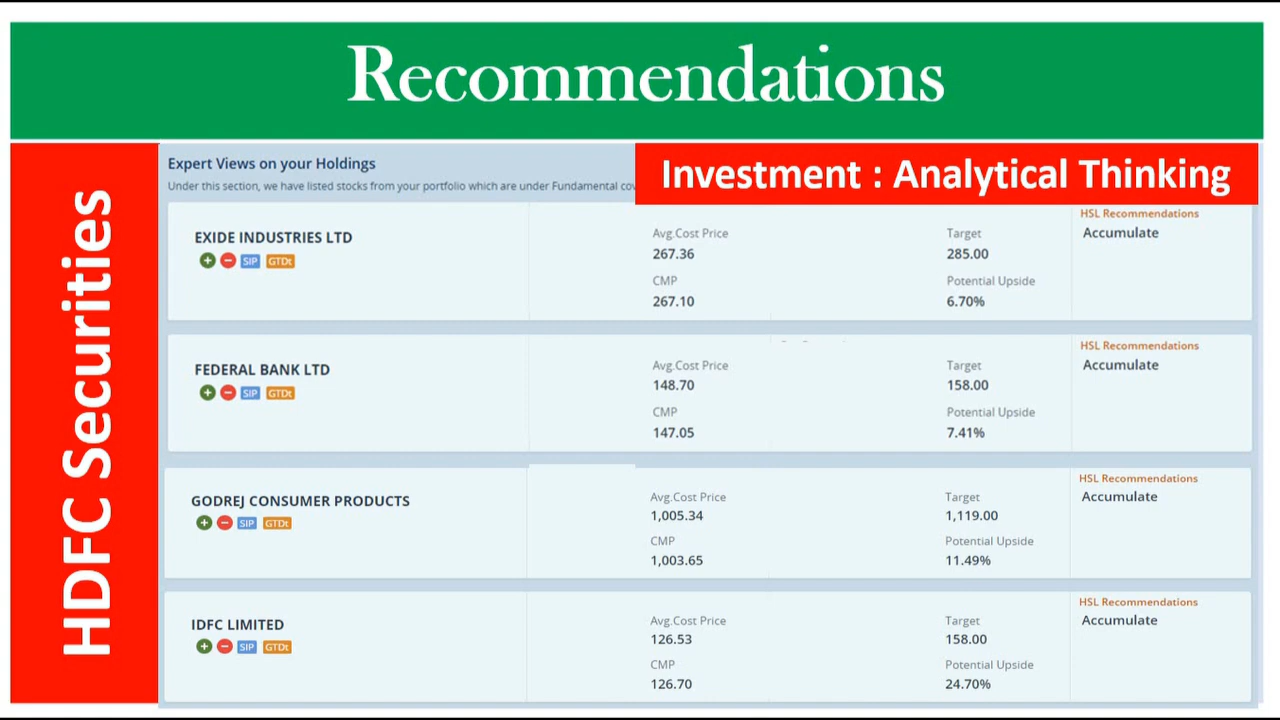 Recommendations
HDFC Securities
Investment : Analytical Thinking
Expert Views on your Holdings
Under this section, we have listed stocks from your portfolio which are under Fundamental
EXIDE INDUSTRIES LTD
SIP GTDt
Avg.Cost Price
267.36
CMP
267.10
Target
285.00
Potential Upside
6.70%
HSL Recommendations
Accumulate
FEDERAL BANK LTD
SIP GTDt
Avg.Cost Price
148.70
CMP
147.05
Target
158.00
Potential Upside
7.41%
HSL Recommendations
Accumulate
GODREJ CONSUMER PRODUCTS
SIP GTDt
Avg.Cost Price
1,005.34
CMP
1,003.65
Target
1,119.00
Potential Upside
11.49%
HSL Recommendations
Accumulate
IDFC LIMITED
SIP GTDt
Avg.Cost Price
126.53
CMP
126.70
Target
158.00
Potential Upside
24.70%
HSL Recommendations
Accumulate